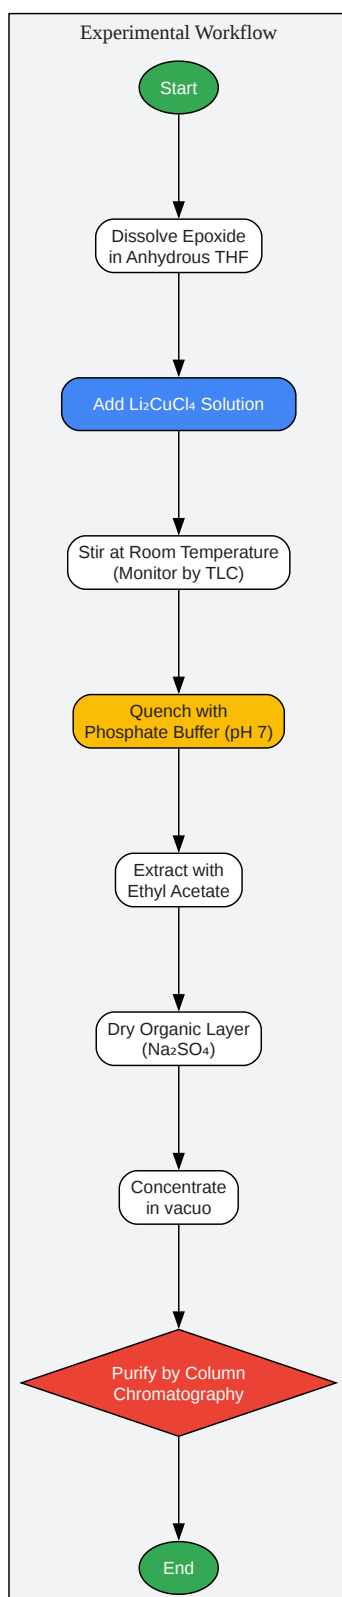 Experimental Workflow
Start
Dissolve Epoxide
in Anhydrous THF
Add Li₂CuCl₄ Solution
Stir at Room Temperature
(Monitor by TLC)
Quench with
Phosphate Buffer (pH 7)
Extract with
Ethyl Acetate
Dry Organic Layer
(Na₂SO₄)
Concentrate
in vacuo
Purify by Column
Chromatography
End